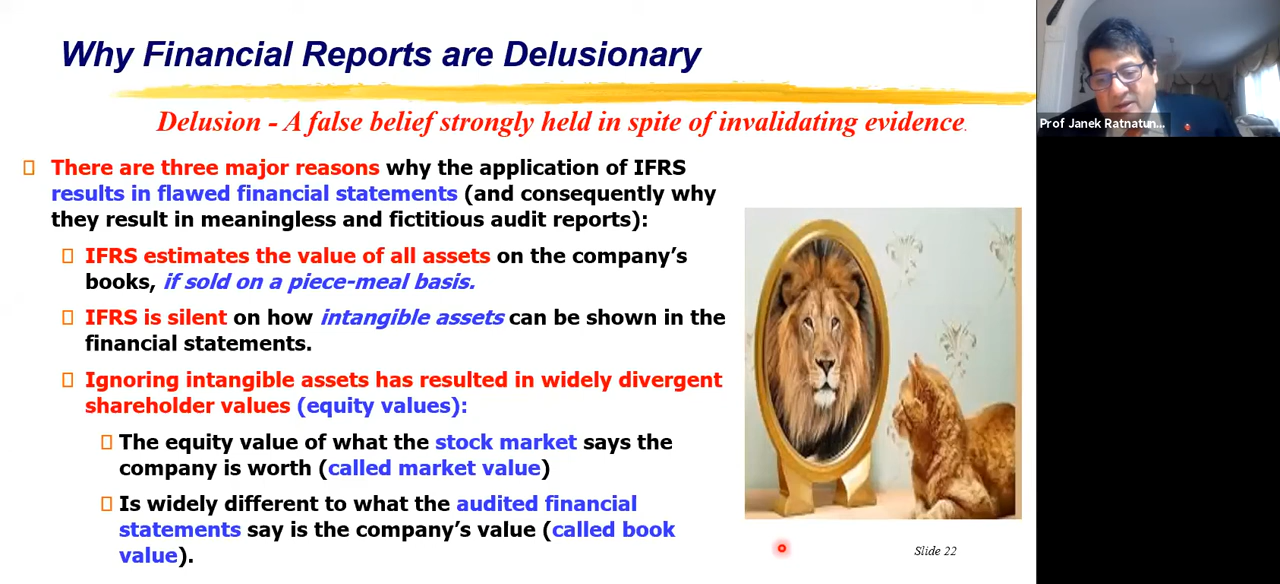 Why Financial Reports are Delusionary
Delusion - A false belief strongly held in spite of invalidating evidence.
There are three major reasons why the application of IFRS
results in flawed financial statements (and consequently why
they result in meaningless and fictitious audit reports):
IFRS estimates the value of all assets on the company's
books, if sold on a piece-meal basis.
IFRS is silent on how intangible assets can be shown in the
financial statements.
Ignoring intangible assets has resulted in widely divergent
shareholder values (equity values):
The equity value of what the stock market says the
company is worth (called market value)
Is widely different to what the audited financial
statements say is the company's value (called book
value).
Slide 22
Prof Janek Ratnatun...